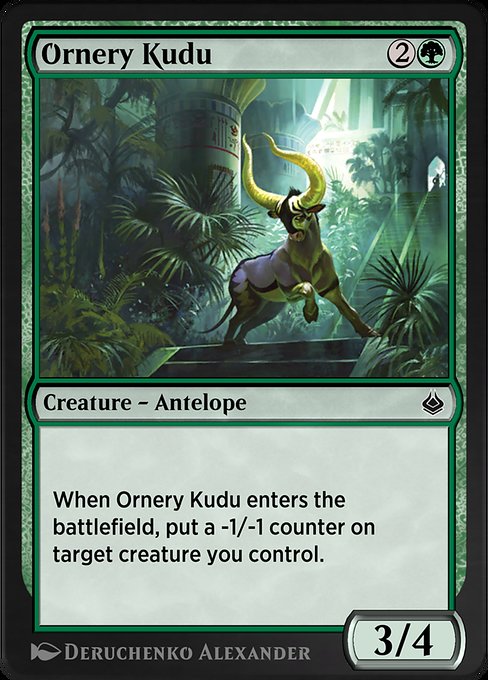 Ornery Kudu 2
Creature – Antelope
When Ornery Kudu enters the
battlefield, put a -1/-1 counter on
target creature you control.
3/4
Deruchenko Alexander